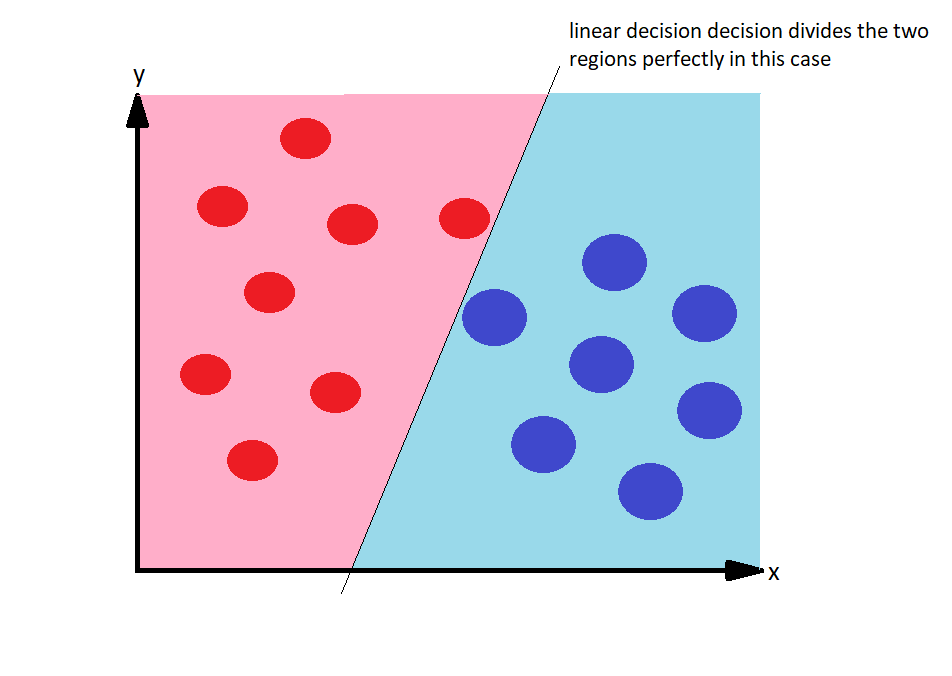 linear decision decision divides the two
regions perfectly in this case
y
x